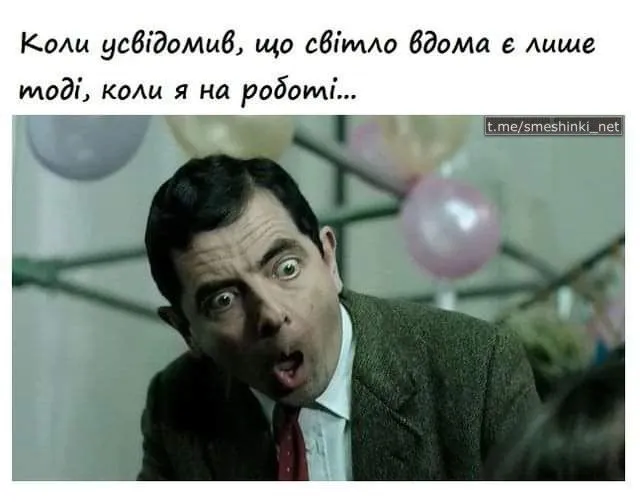 Коли усвідомив, що світло вдома є лише
тоді, коли я на роботі...
t.me/smeshinki_net